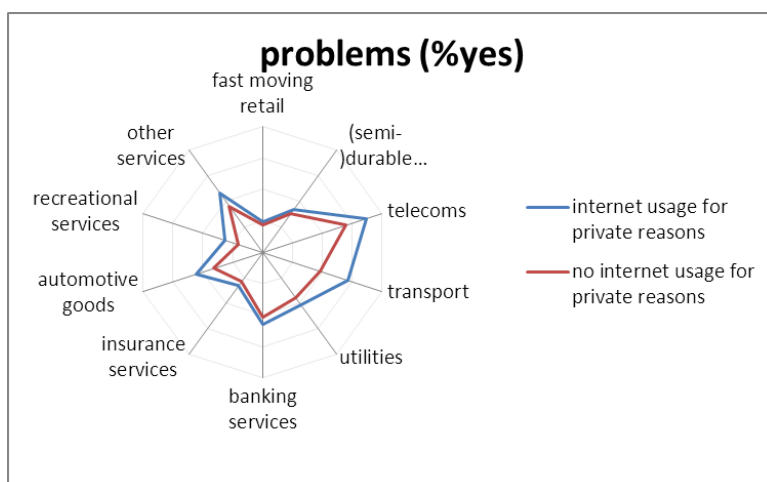 problems (%yes)
fast moving
retail
(semi-
)durable...
telecoms
transport
utilities
banking
services
insurance
services
automotive
goods
recreational
services
other
services
internet usage for
private reasons
no internet usage for
private reasons